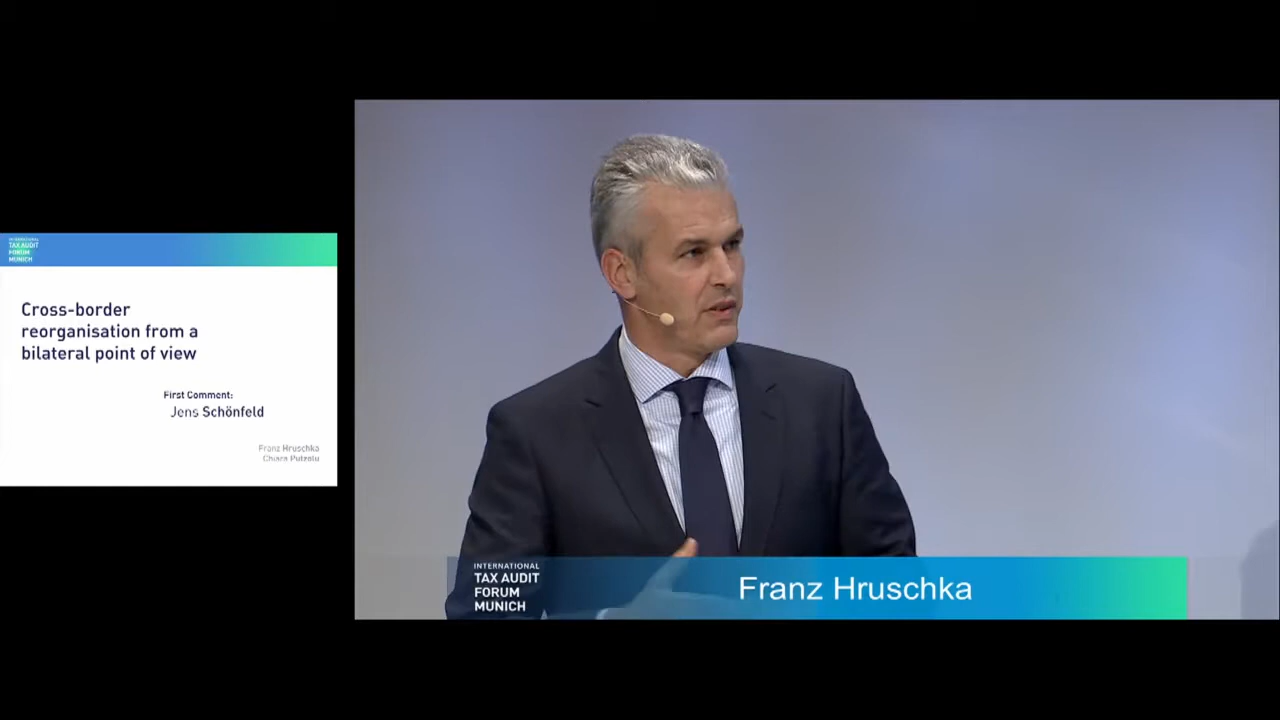 INTERNATIONAL
TAX AUDIT
FORUM
MUNICH
Cross-border
reorganisation from a
bilateral point of view
First Comment:
Jens Schönfeld
Franz Hruschka
Chiara Putzolu
INTERNATIONAL
TAX AUDIT
FORUM
MUNICH
Franz Hruschka